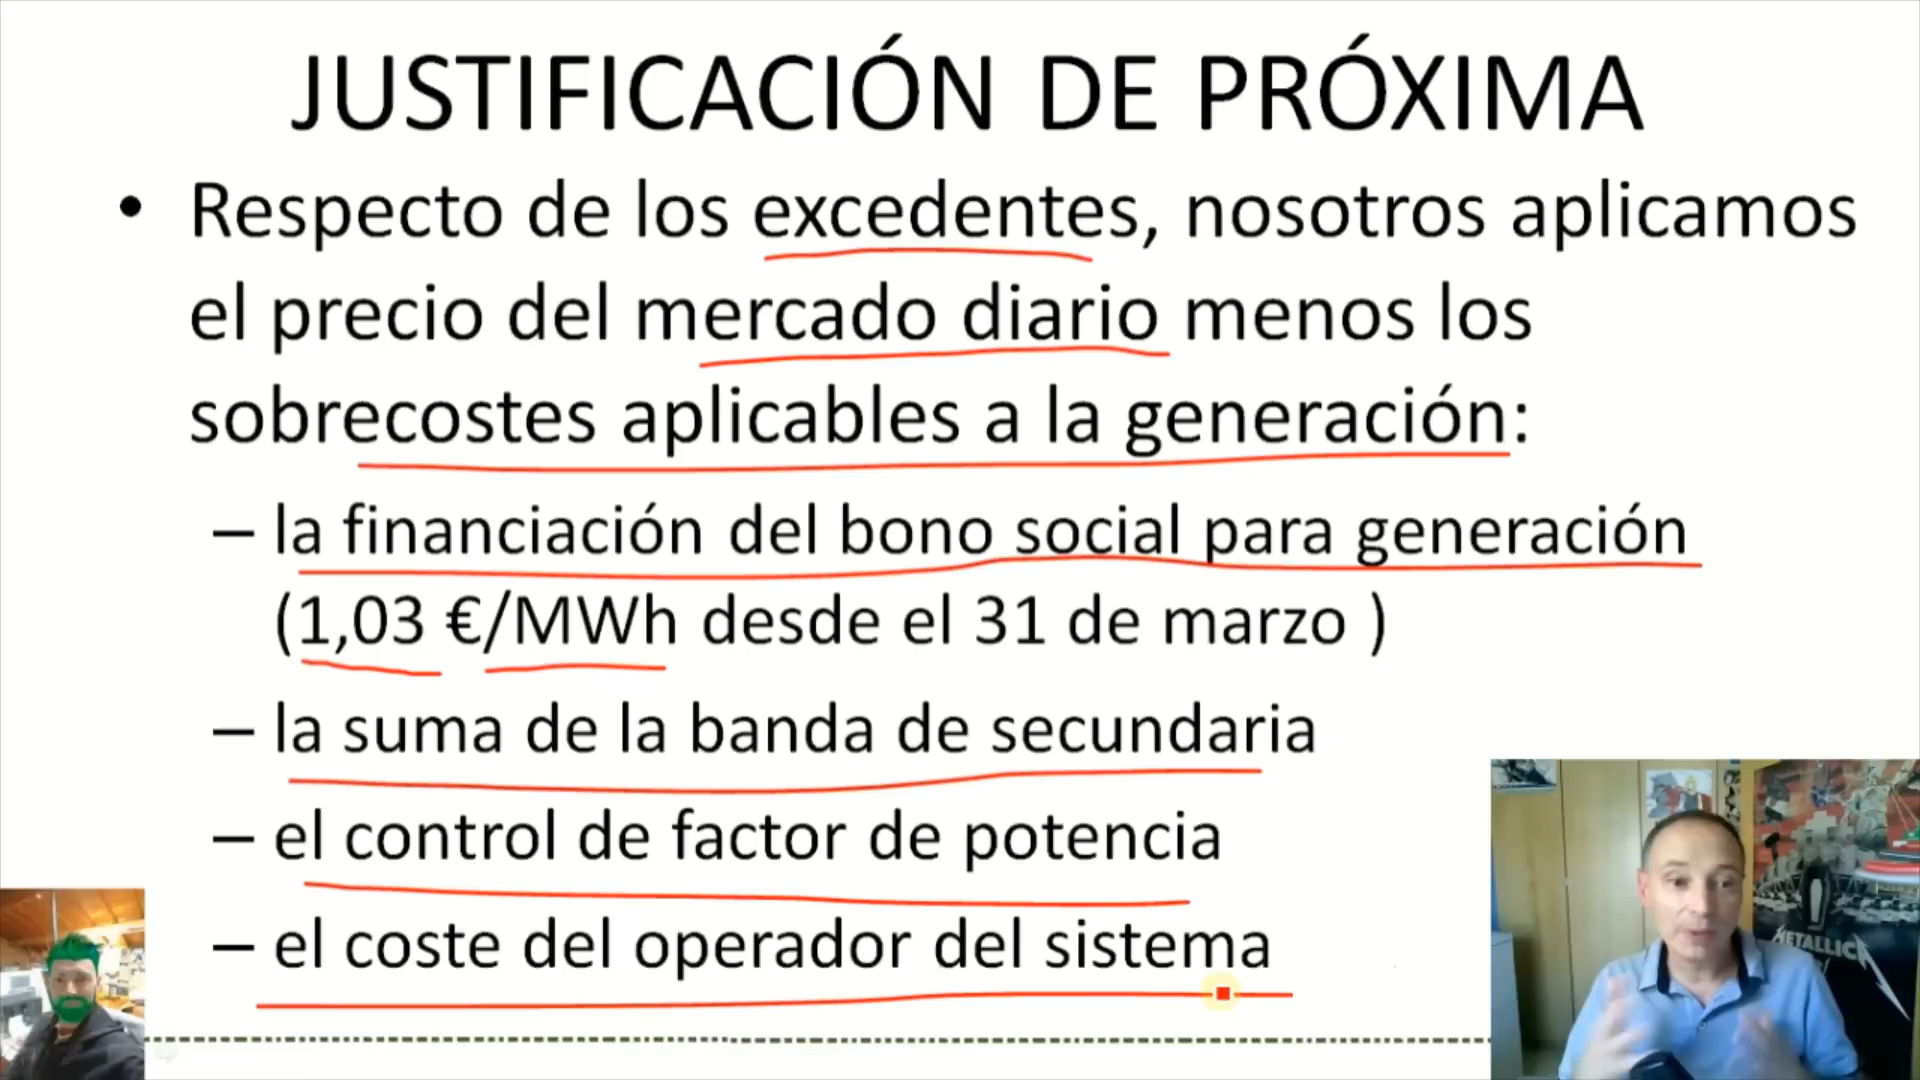 JUSTIFICACIÓN DE PRÓXIMA
• Respecto de los excedentes, nosotros aplicamos
el precio del mercado diario menos los
sobrecostes aplicables a la generación:
– la financiación del bono social para generación
(1,03 €/MWh desde el 31 de marzo )
– la suma de la banda de secundaria
– el control de factor de potencia
– el coste del operador del sistema
METALLICA